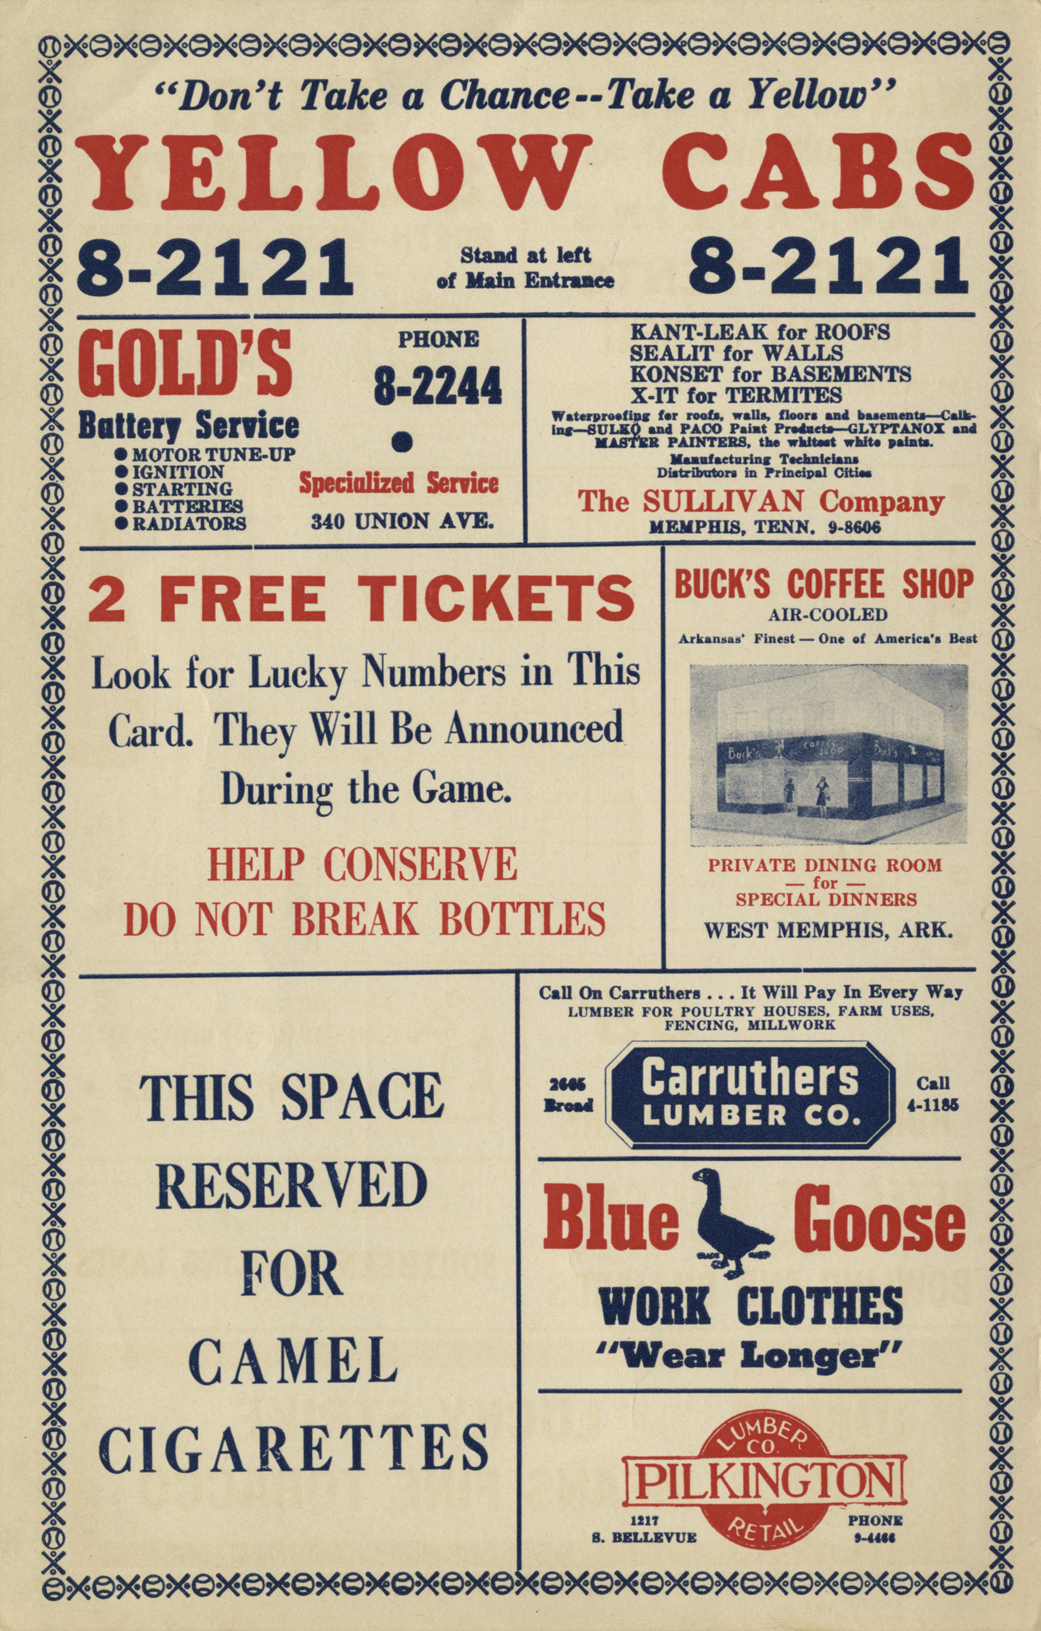 "Don't Take a Chance--Take a Yellow"
YELLOW CABS
8-2121
Stand at left
of Main Entrance
8-2121
GOLD'S
Battery Service
● MOTOR TUNE-UP
● IGNITION
● STARTING
● BATTERIES
● RADIATORS
PHONE
8-2244
●
Specialized Service
340 UNION AVE.
KANT-LEAK for ROOFS
SEALIT for WALLS
KONSET for BASEMENTS
X-IT for TERMITES
Waterproofing for roofs, walls, floors and basements—Calk-
ing—SULKO and PACO Paint Products—GLYPTANOX and
MASTER PAINTERS, the whitest white paints.
Manufacturing Technicians
Distributors in Principal Cities
The SULLIVAN Company
MEMPHIS, TENN. 9-8606
2 FREE TICKETS
Look for Lucky Numbers in This
Card. They Will Be Announced
During the Game.
HELP CONSERVE
DO NOT BREAK BOTTLES
BUCK'S COFFEE SHOP
AIR-COOLED
Arkansas' Finest — One of America's Best
Buck's
COFFEE
SHOP
Buck's
PRIVATE DINING ROOM
— for —
SPECIAL DINNERS
WEST MEMPHIS, ARK.
THIS SPACE
RESERVED
FOR
CAMEL
CIGARETTES
Call On Carruthers . . . It Will Pay In Every Way
LUMBER FOR POULTRY HOUSES, FARM USES,
FENCING, MILLWORK
2665
Broad
Carruthers
LUMBER CO.
Call
4-1185
Blue Goose
WORK CLOTHES
"Wear Longer"
LUMBER
CO.
PILKINGTON
RETAIL
1217
S. BELLEVUE
PHONE
9-4466